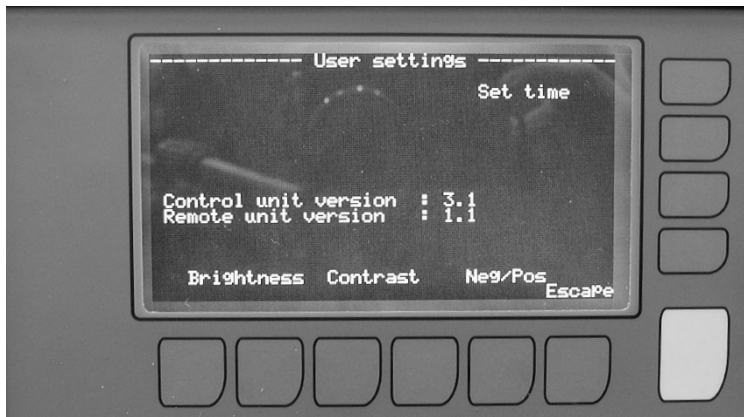 ------------ User settings -----------
Set time
Control unit version : 3.1
Remote unit version : 1.1
Brightness Contrast Neg/Pos
Escape